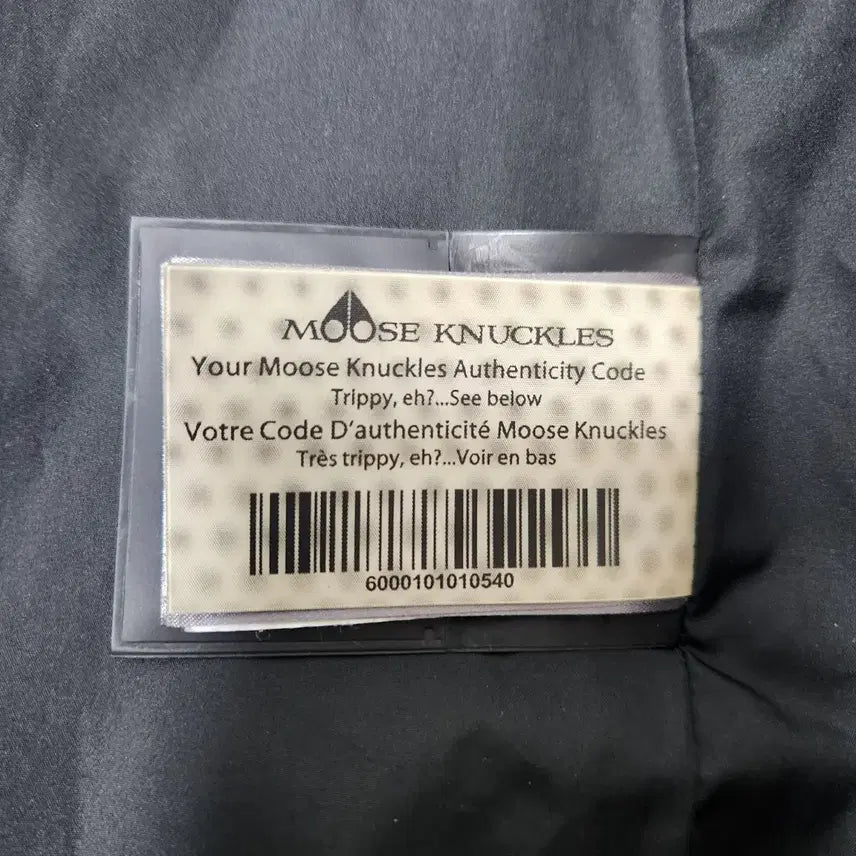 MOOSE KNUCKLES
Your Moose Knuckles Authenticity Code
Trippy, eh?...See below
Votre Code D'authenticité Moose Knuckles
Très trippy, eh?...Voir en bas
6000101010540